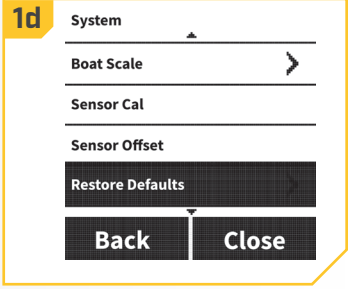 1d
System
Boat Scale
Sensor Cal
Sensor Offset
Restore Defaults
Back Close